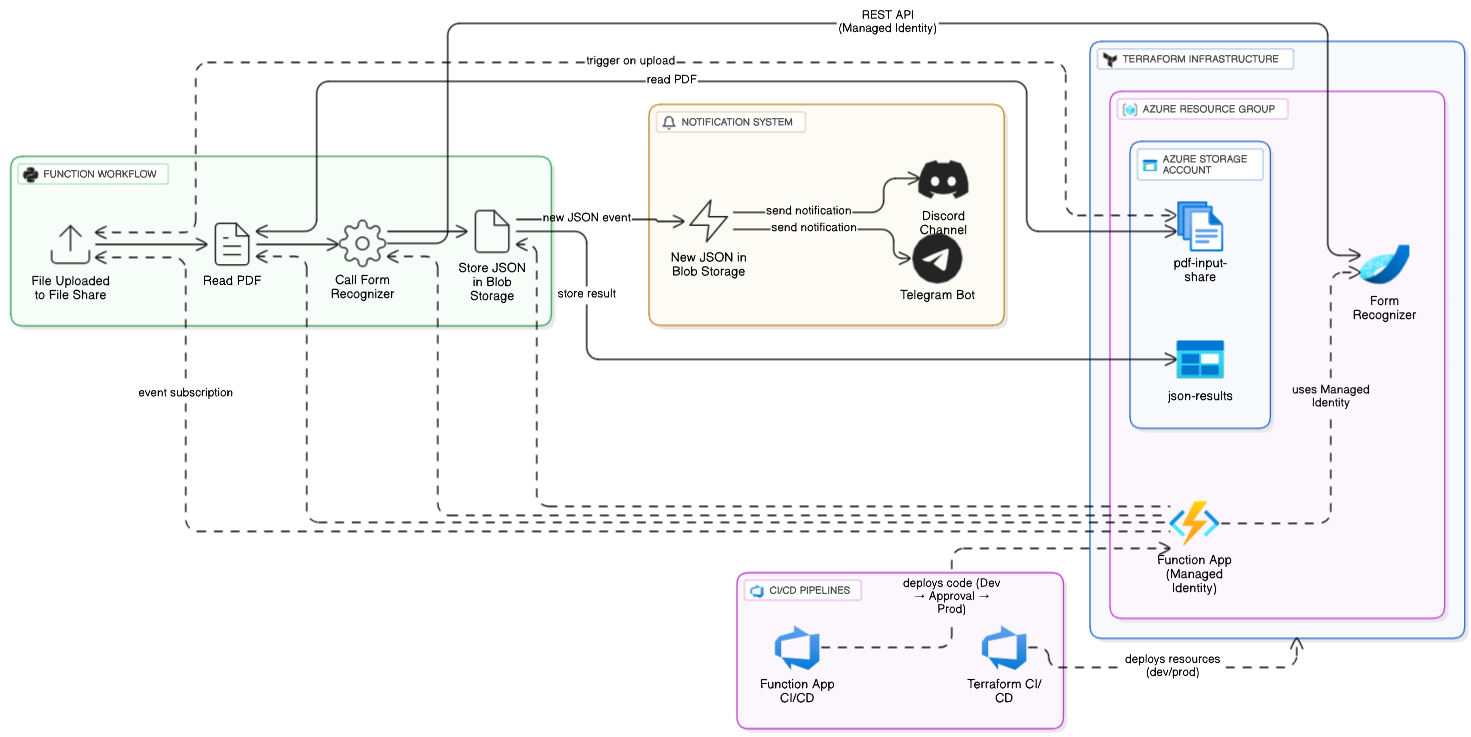 REST API
(Managed Identity)
trigger on upload
read PDF
TERRAFORM INFRASTRUCTURE
AZURE RESOURCE GROUP
NOTIFICATION SYSTEM
AZURE STORAGE
ACCOUNT
FUNCTION WORKFLOW
new JSON event
send notification
send notification
Discord
Channel
File Uploaded
to File Share
Read PDF
Call Form
Recognizer
Store JSON
in Blob
Storage
New JSON in
Blob Storage
Telegram Bot
pdf-input-
share
Form
Recognizer
store result
event subscription
json-results
uses Managed
Identity
Function App
(Managed
Identity)
CI/CD PIPELINES
deploys code (Dev
→ Approval →
Prod)
Function App
CI/CD
Terraform CI/
CD
deploys resources
(dev/prod)